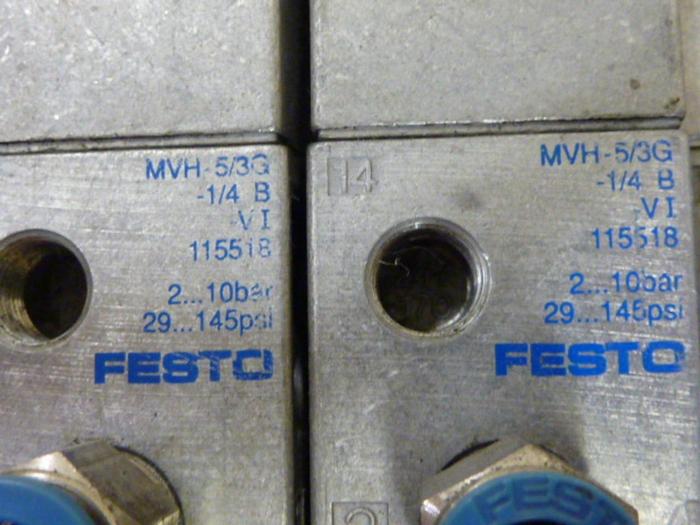 MVH-5/3G
-1/4 B
-VI
115518
2...10bar
29...145psi
FESTO
14
MVH-5/3G
-1/4 B
-VI
115518
2...10bar
29...145psi
FESTO
2
FESTO